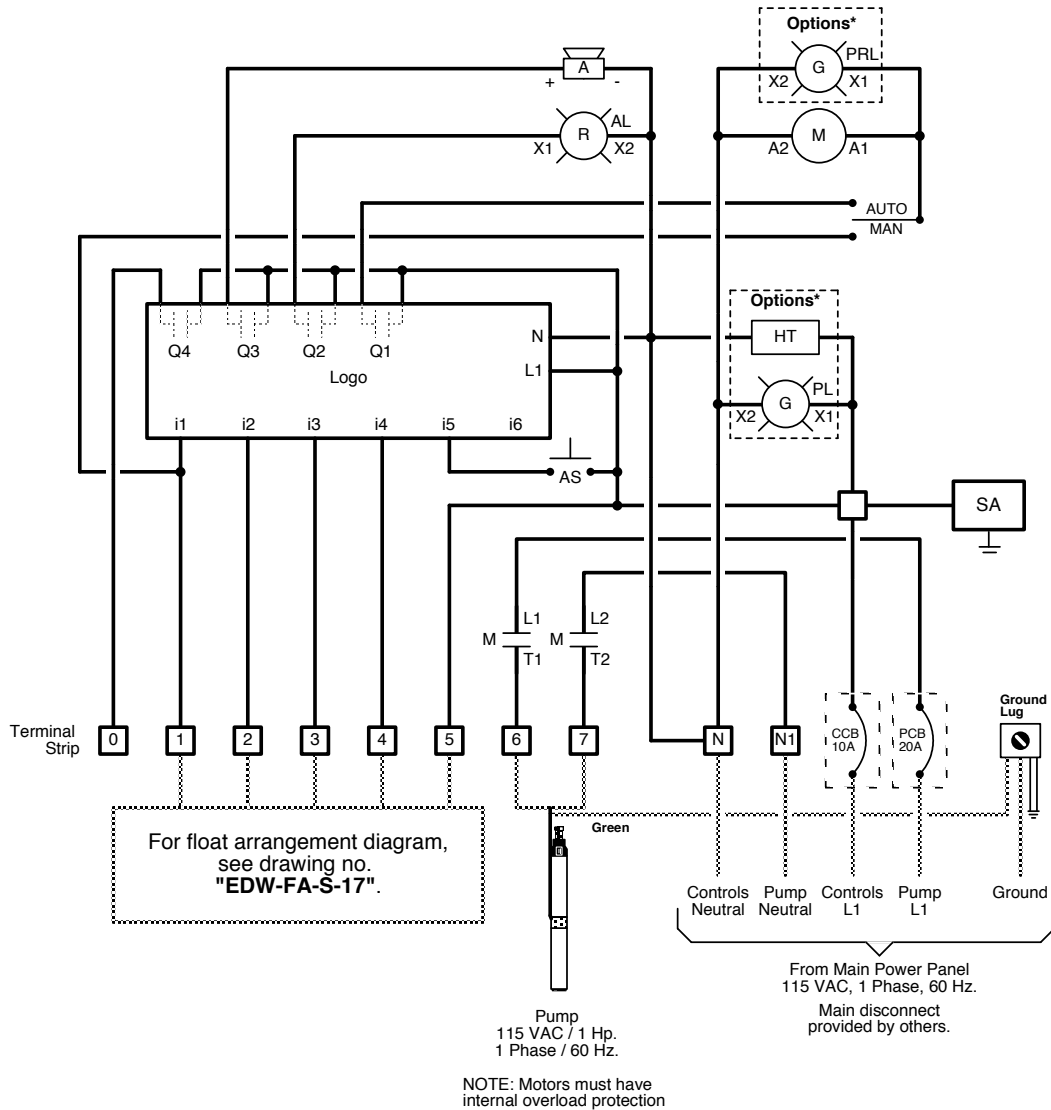 Options*
A
+ -
G
PRL
X2 X1
R
AL
X1 X2
M
A2 A1
AUTO
MAN
Options*
HT
G
PL
X2 X1
N
L1
Q4 Q3 Q2 Q1
Logo
i1 i2 i3 i4 i5 i6
AS
SA
M L1
T1
M L2
T2
Terminal
Strip
0 1 2 3 4 5 6 7 N N1
CCB
10A
PCB
20A
Ground
Lug
For float arrangement diagram,
see drawing no.
"EDW-FA-S-17".
Green
Controls
Neutral
Pump
Neutral
Controls
L1
Pump
L1
Ground
From Main Power Panel
115 VAC, 1 Phase, 60 Hz.
Main disconnect
provided by others.
Pump
115 VAC / 1 Hp.
1 Phase / 60 Hz.
NOTE: Motors must have
internal overload protection